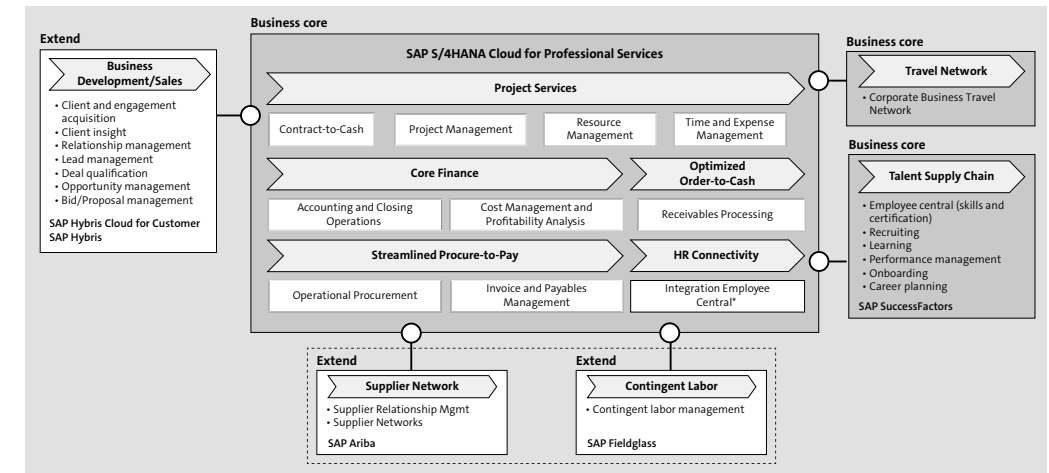 Business core
Extend
Business
Development/Sales
• Client and engagement
acquisition
• Client insight
• Relationship management
• Lead management
• Deal qualification
• Opportunity management
• Bid/Proposal management
SAP Hybris Cloud for Customer
SAP Hybris
SAP S/4HANA Cloud for Professional Services
Project Services
Contract-to-Cash
Project Management
Resource
Management
Time and Expense
Management
Core Finance
Optimized
Order-to-Cash
Accounting and Closing
Operations
Cost Management and
Profitability Analysis
Receivables Processing
Streamlined Procure-to-Pay
HR Connectivity
Operational Procurement
Invoice and Payables
Management
Integration Employee
Central*
Business core
Travel Network
• Corporate Business Travel
Network
Business core
Talent Supply Chain
• Employee central (skills and
certification)
• Recruiting
• Learning
• Performance management
• Onboarding
• Career planning
SAP SuccessFactors
Extend
Supplier Network
• Supplier Relationship Mgmt
• Supplier Networks
SAP Ariba
Extend
Contingent Labor
• Contingent labor management
SAP Fieldglass